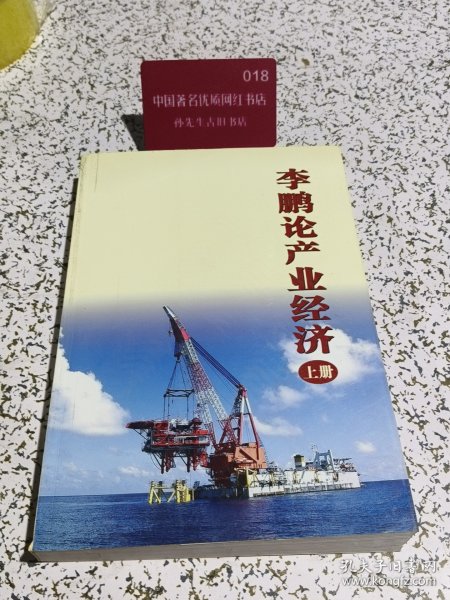 018
中国著名优质网红书店
孙先生古旧书店
李鹏论产业经济
上册
孔夫子旧书网
www.kongfz.com